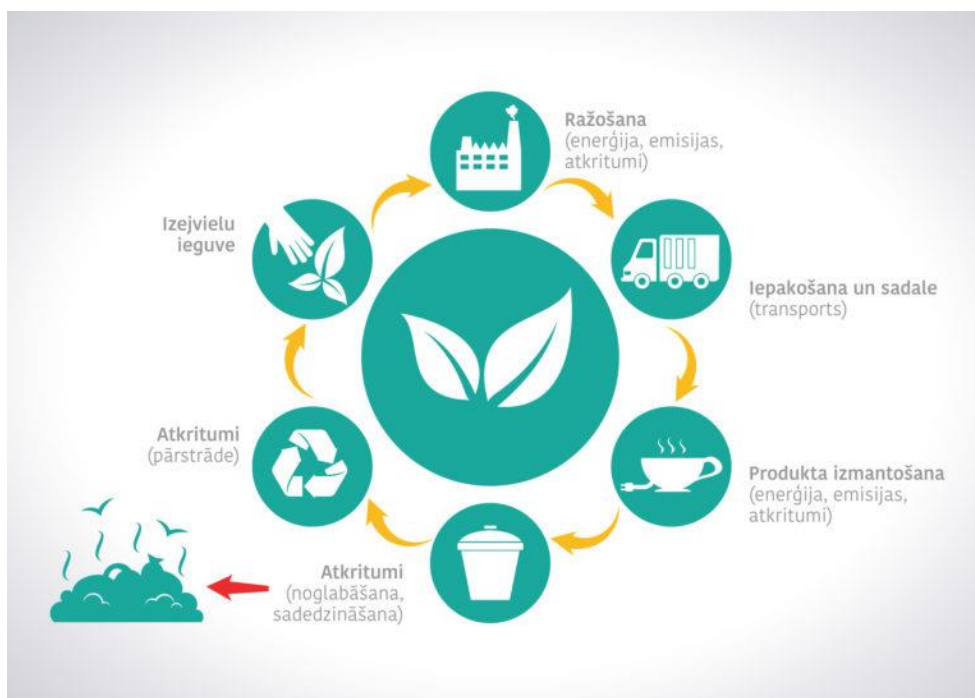 Ražošana
(enerģija, emisijas,
atkritumi)
Iepakošana un sadale
(transports)
Produkta izmantošana
(enerģija, emisijas,
atkritumi)
Atkritumi
(noglabāšana,
sadedzināšana)
Atkritumi
(pārstrāde)
Izejvielu
ieguve